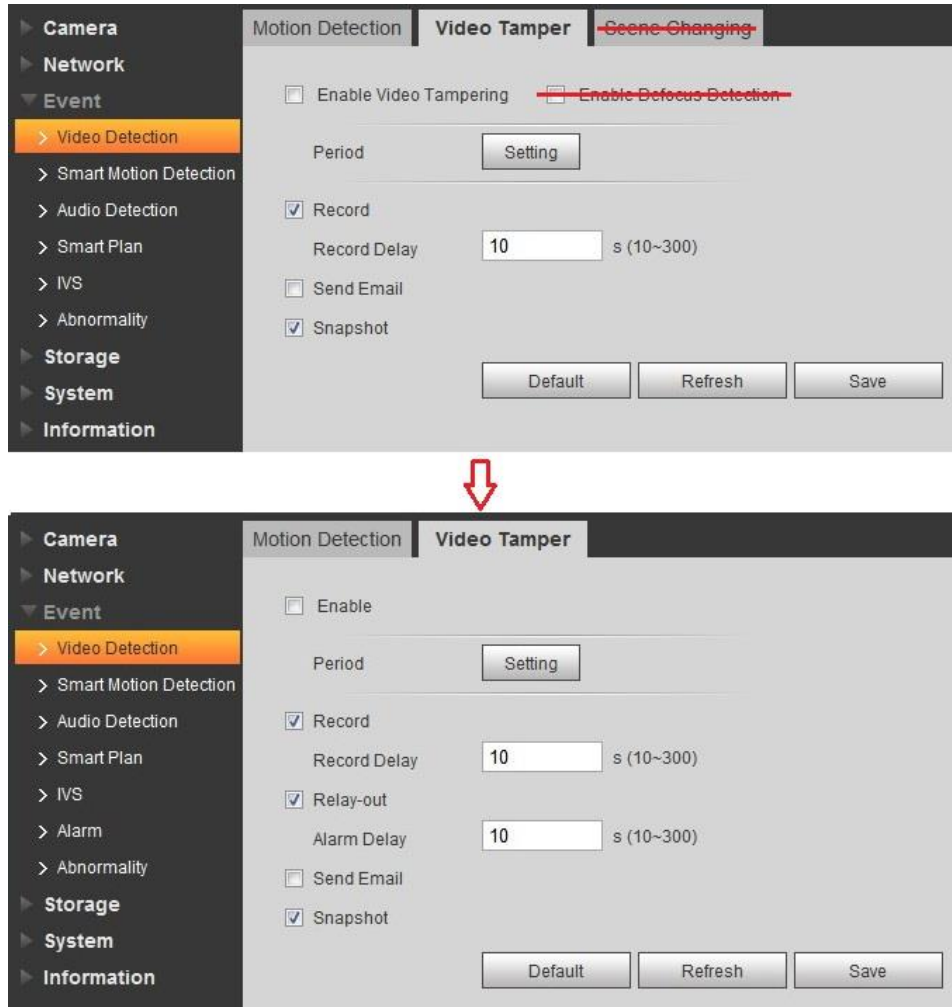 Camera
Network
Event
Video Detection
Smart Motion Detection
Audio Detection
Smart Plan
IVS
Abnormality
Storage
System
Information
Motion Detection Video Tamper Scene Changing
Enable Video Tampering Enable Defocus Detection
Period Setting
Record
Record Delay 10 s (10~300)
Send Email
Snapshot
Default Refresh Save
Camera
Network
Event
Video Detection
Smart Motion Detection
Audio Detection
Smart Plan
IVS
Alarm
Abnormality
Storage
System
Information
Motion Detection Video Tamper
Enable
Period Setting
Record
Record Delay 10 s (10~300)
Relay-out
Alarm Delay 10 s (10~300)
Send Email
Snapshot
Default Refresh Save